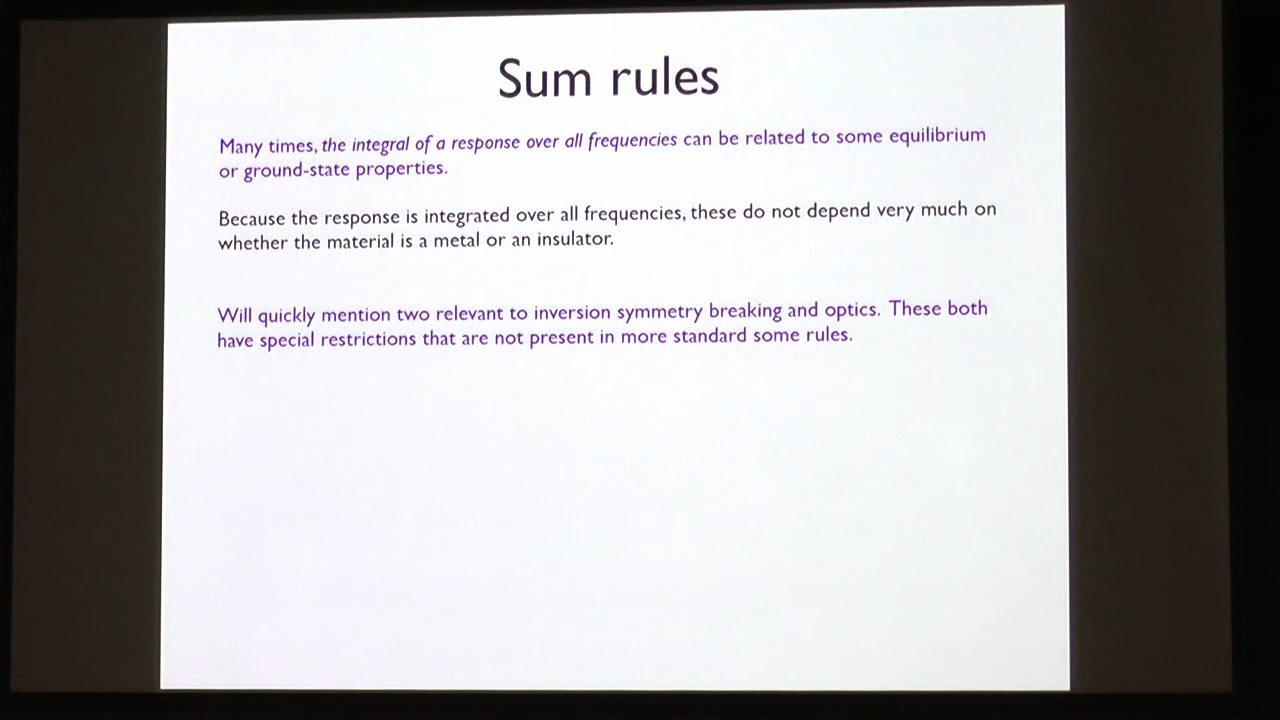 Sum rules
Many times, the integral of a response over all frequencies can be related to some equilibrium
or ground-state properties.
Because the response is integrated over all frequencies, these do not depend very much on
whether the material is a metal or an insulator.
Will quickly mention two relevant to inversion symmetry breaking and optics. These both
have special restrictions that are not present in more standard some rules.